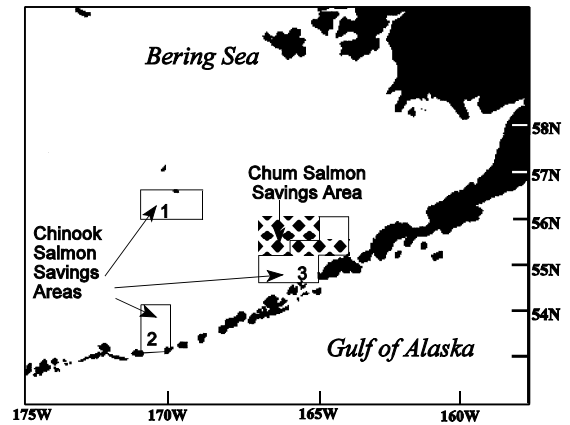 Bering Sea
58N
57N
Chum Salmon
Savings Area
1
56N
Chinook
Salmon
Savings
Areas
3
55N
2
54N
Gulf of Alaska
175W
170W
165W
160W